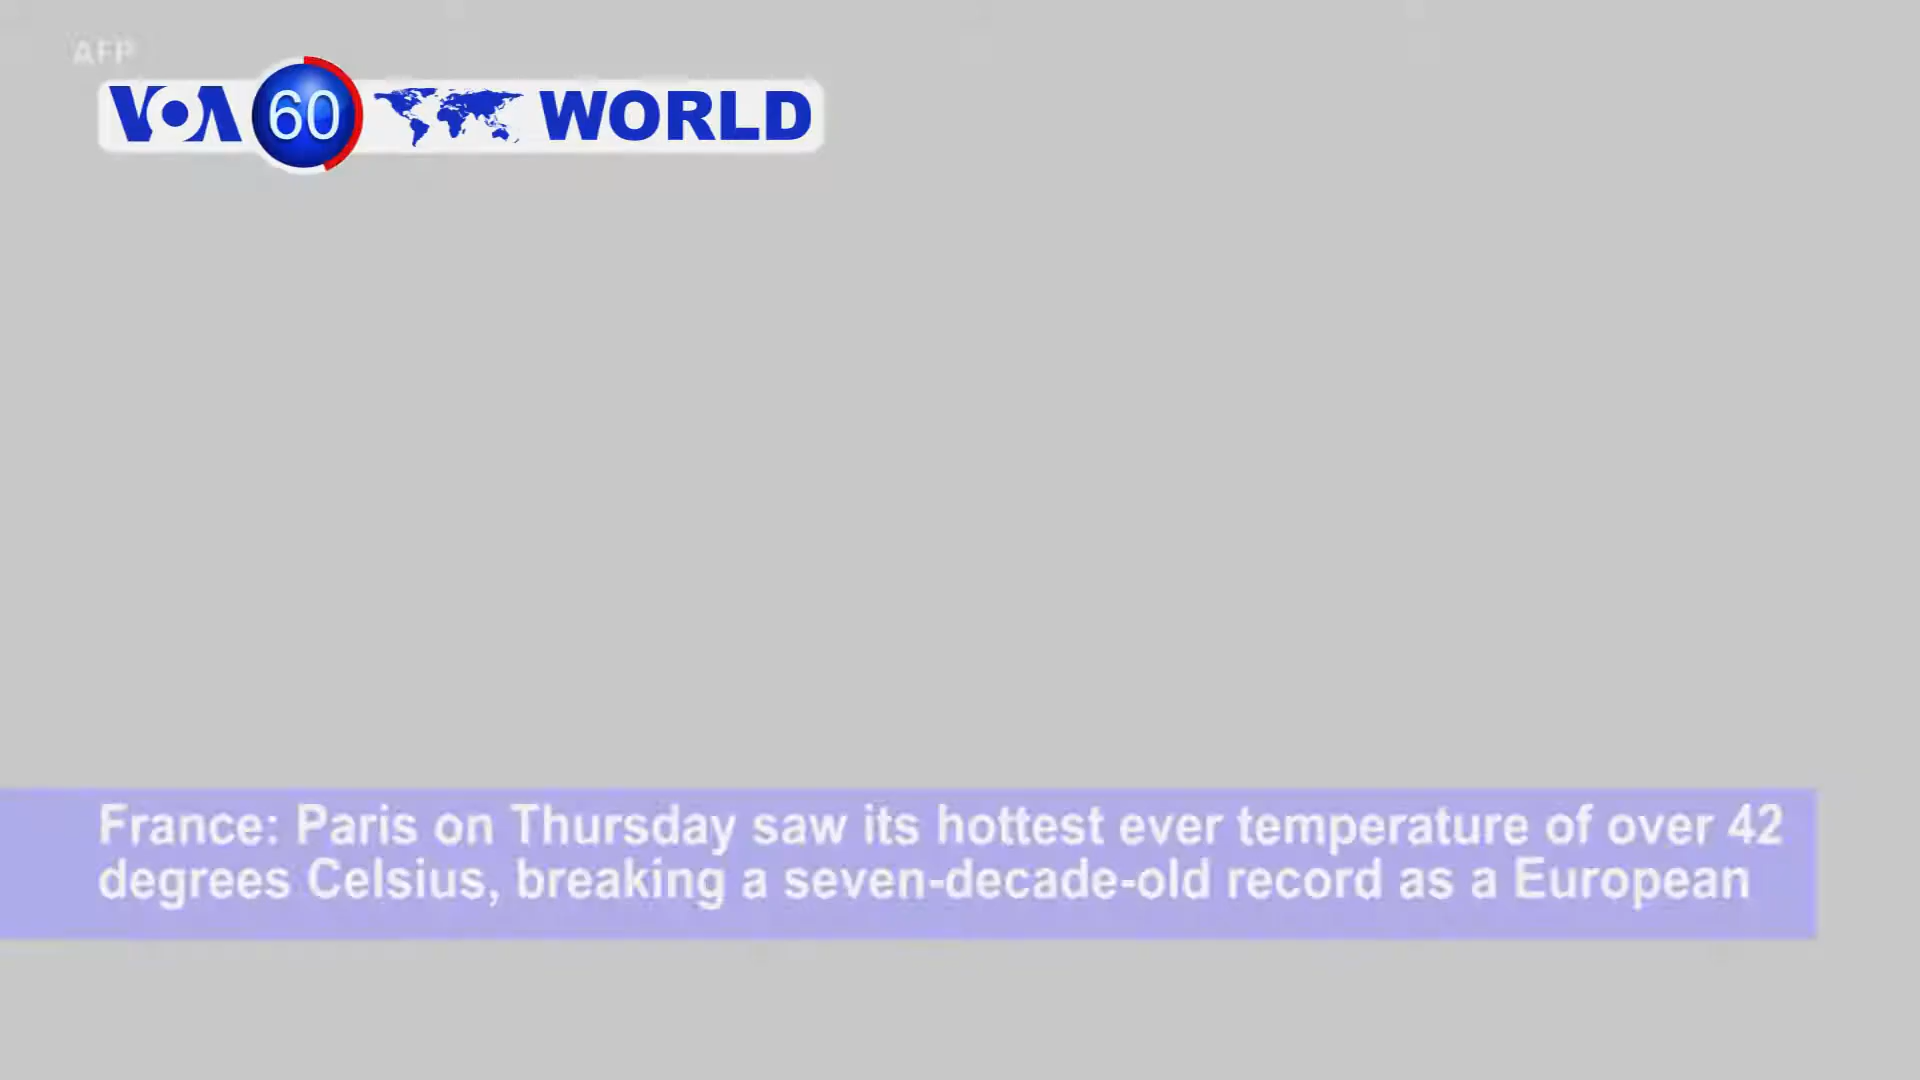 AFP
VOA 60 WORLD
France: Paris on Thursday saw its hottest ever temperature of over 42
degrees Celsius, breaking a seven-decade-old record as a European